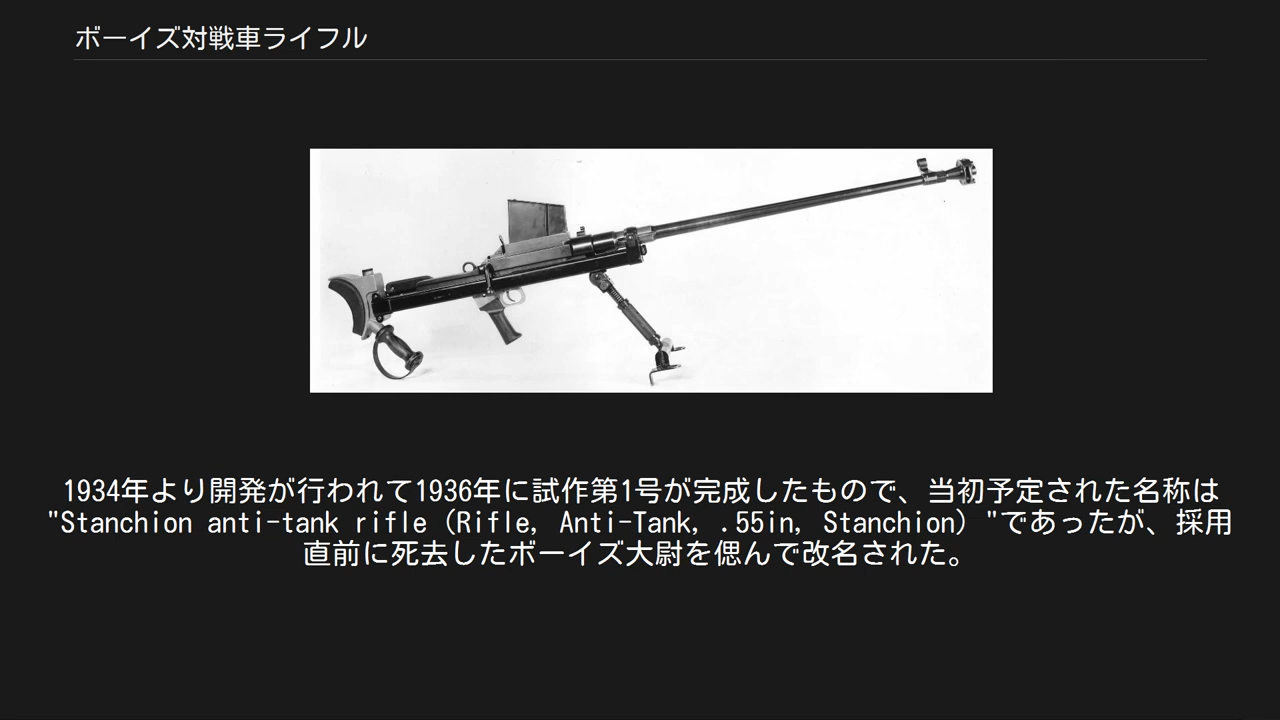 ボーイズ対戦車ライフル
1934年より開発が行われて1936年に試作第1号が完成したもので、当初予定された名称は
"Stanchion anti-tank rifle (Rifle, Anti-Tank, .55in, Stanchion) "であったが、採用
直前に死去したボーイズ大尉を偲んで改名された。